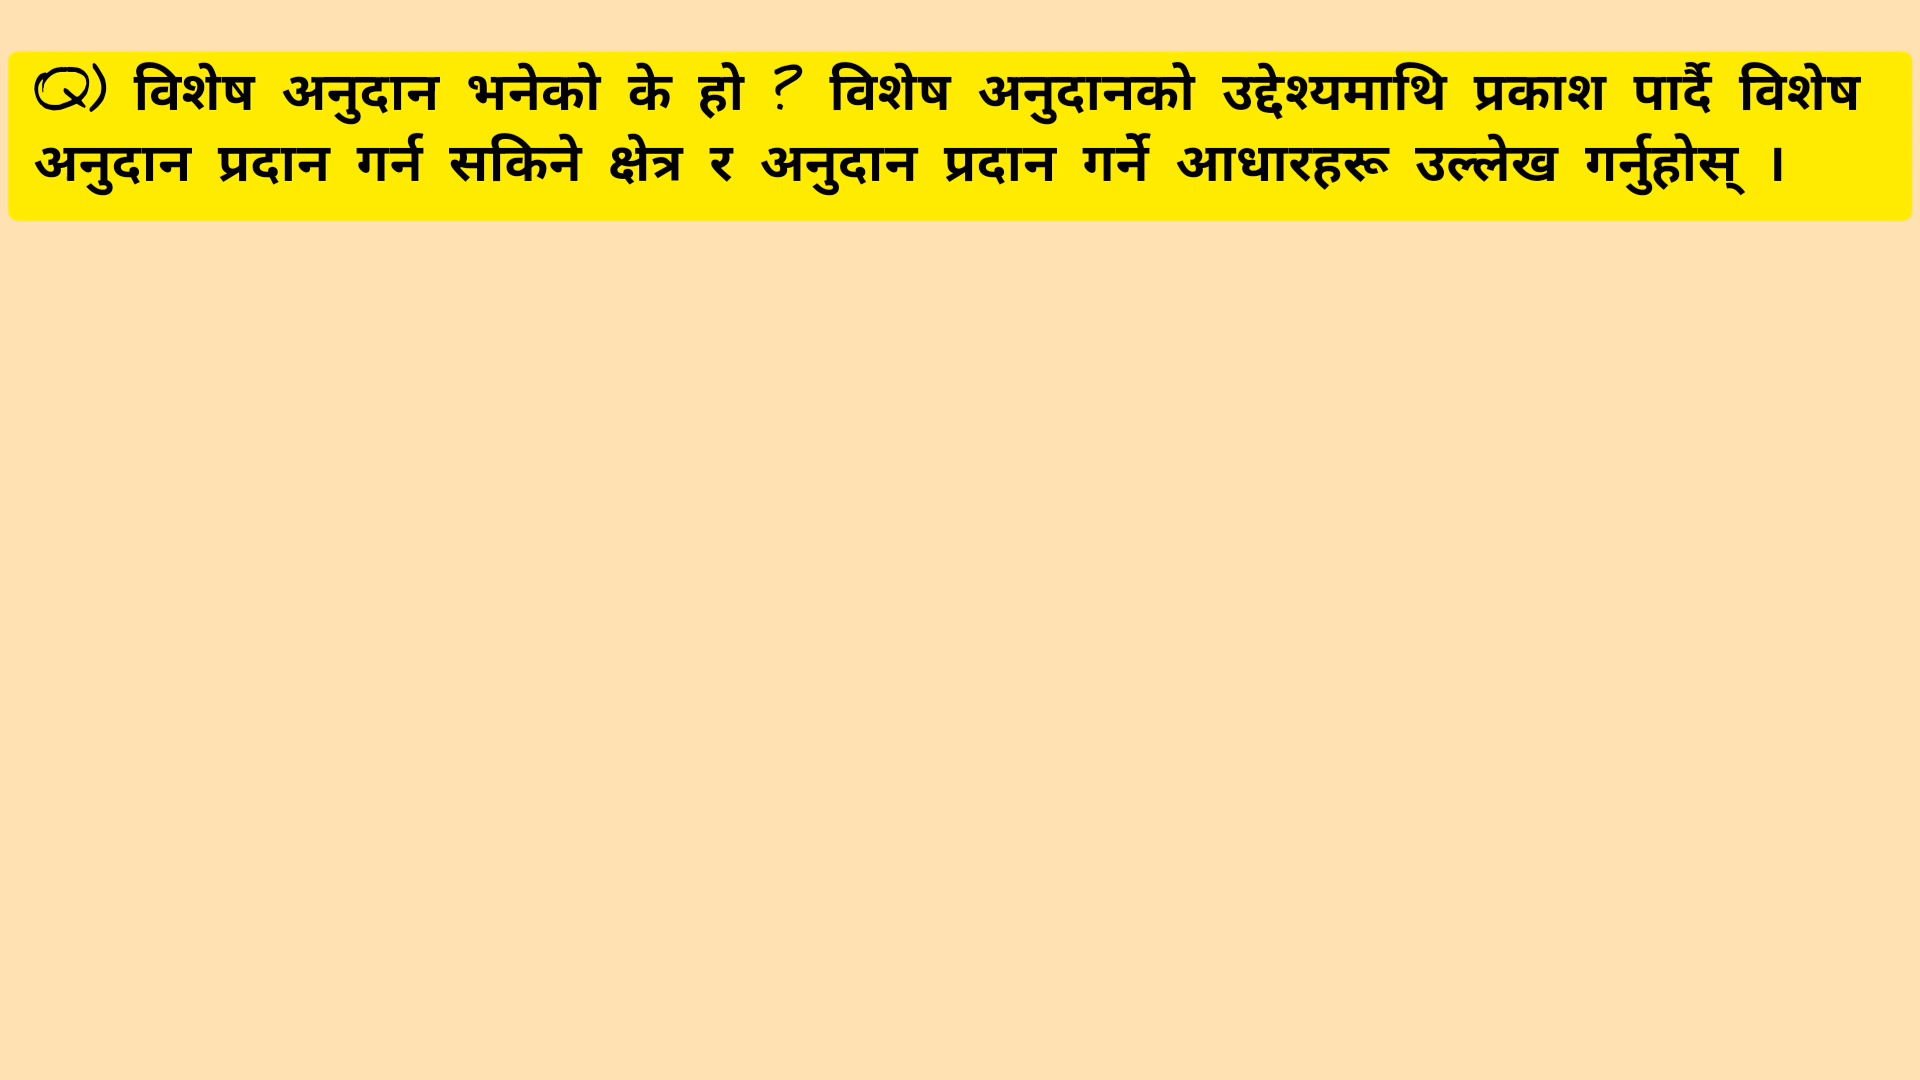 Q) विशेष अनुदान भनेको के हो ? विशेष अनुदानको उद्देश्यमाथि प्रकाश पार्दै विशेष
अनुदान प्रदान गर्न सकिने क्षेत्र र अनुदान प्रदान गर्ने आधारहरू उल्लेख गर्नुहोस् ।